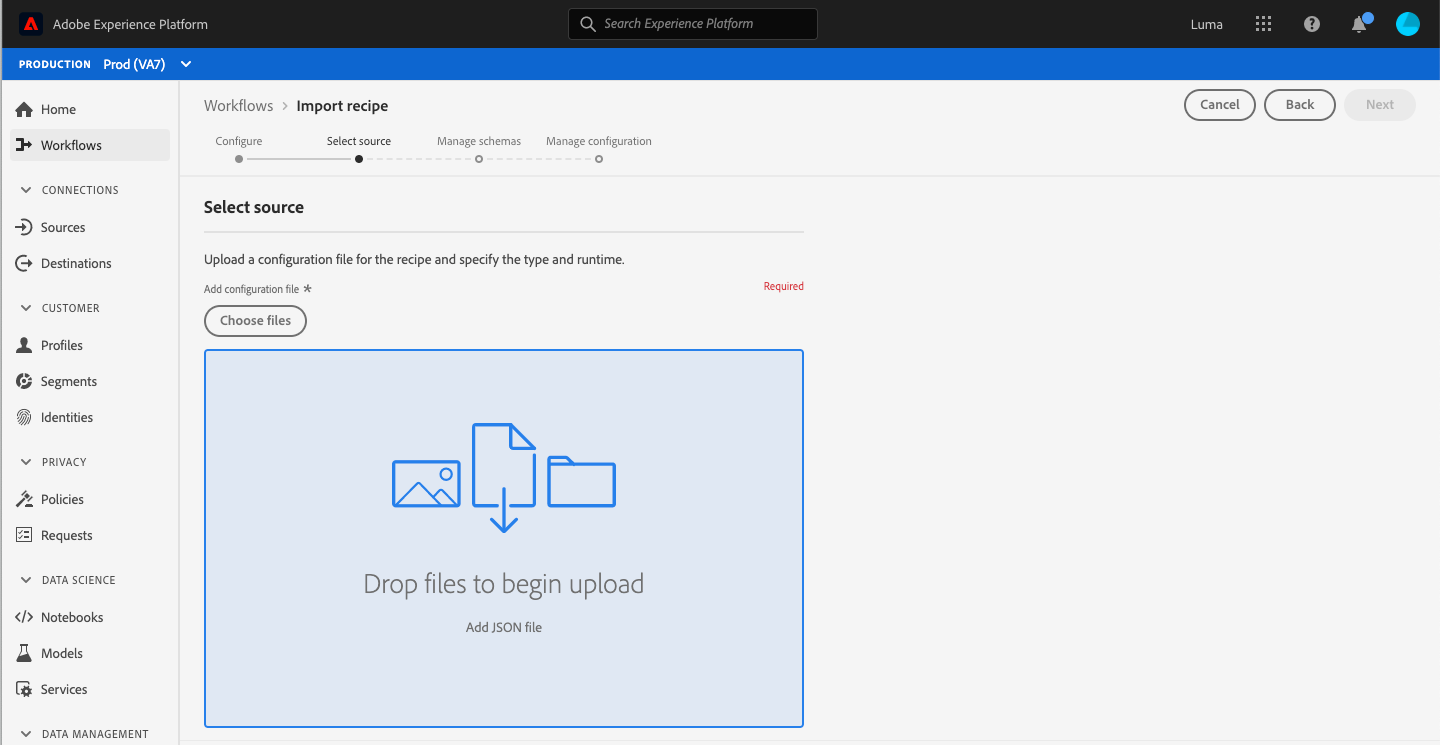 Adobe Experience Platform
Search Experience Platform
Luma
PRODUCTION Prod (VA7)
Home
Workflows
CONNECTIONS
Sources
Destinations
CUSTOMER
Profiles
Segments
Identities
PRIVACY
Policies
Requests
DATA SCIENCE
Notebooks
Models
Services
DATA MANAGEMENT
Workflows > Import recipe
Cancel
Back
Next
Configure
Select source
Manage schemas
Manage configuration
Select source
Upload a configuration file for the recipe and specify the type and runtime.
Add configuration file *
Required
Choose files
Drop files to begin upload
Add JSON file